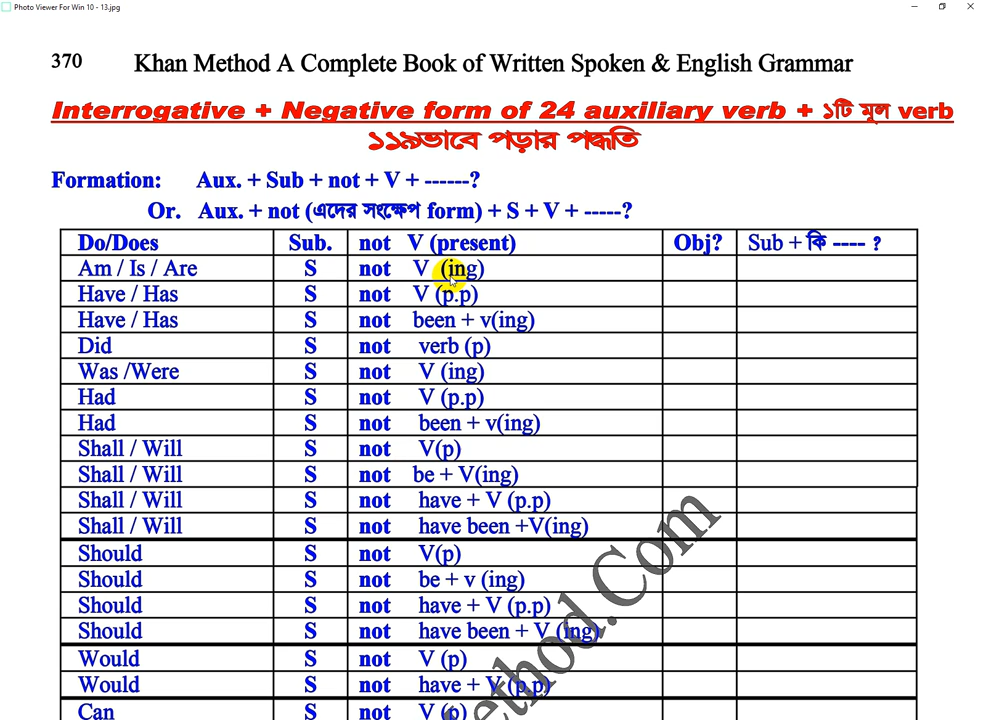 Photo Viewer For Win 10 - 13.jpg
370 Khan Method A Complete Book of Written Spoken & English Grammar
Interrogative + Negative form of 24 auxiliary verb + ১টি মূল verb
১১৯ভাবে পড়ার পদ্ধতি
Formation: Aux. + Sub + not + V + ------?
Or. Aux. + not (এদের সংক্ষেপ form) + S + V + -----?
Do/Does Sub. not V (present) Obj? Sub + কি ---- ?
Am / Is / Are S not V (ing)
Have / Has S not V (p.p)
Have / Has S not been + v(ing)
Did S not verb (p)
Was /Were S not V (ing)
Had S not V (p.p)
Had S not been + v(ing)
Shall / Will S not V(p)
Shall / Will S not be + V(ing)
Shall / Will S not have + V (p.p)
Shall / Will S not have been +V(ing)
Should S not V(p)
Should S not be + v (ing)
Should S not have + V (p.p)
Should S not have been + V (ing)
Would S not V (p)
Would S not have + V (p.p)
Can S not V (p)
ethod.Com